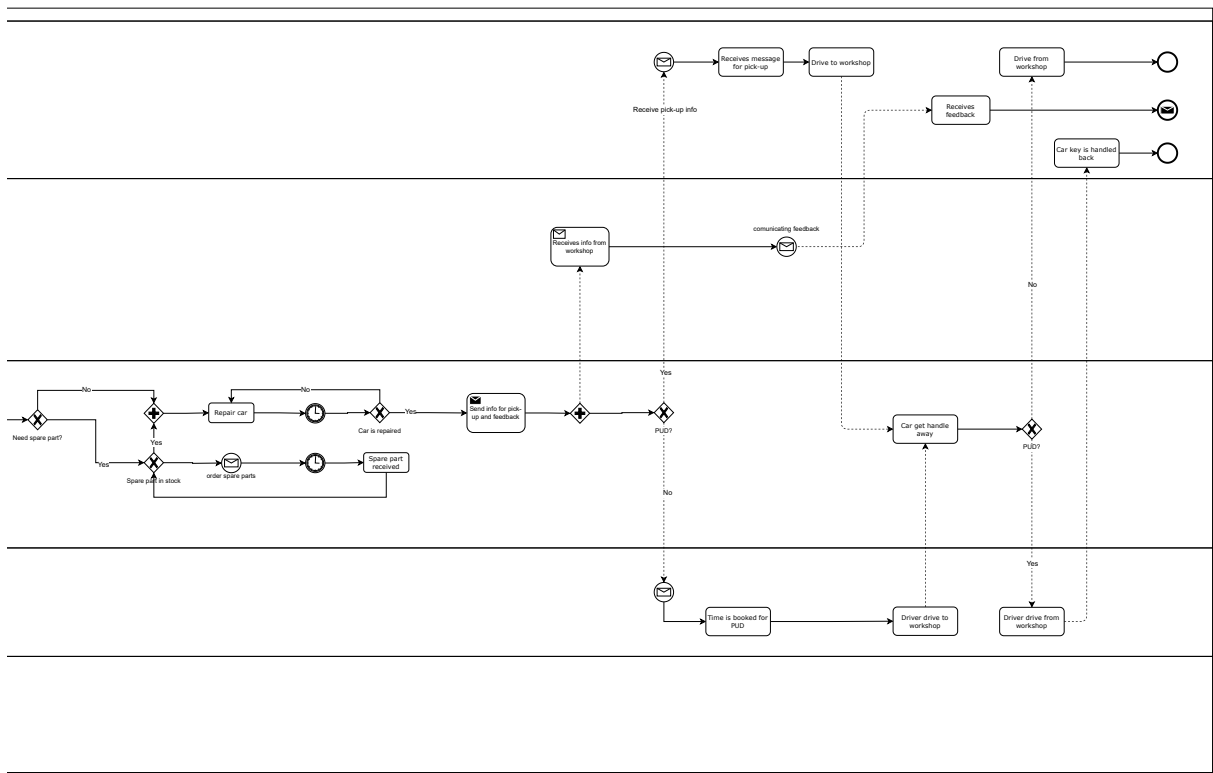 Receives message
for pick-up
Drive to workshop
Drive from
workshop
Receive pick-up info
Receives
feedback
Car key is handled
back
comunicating feedback
Receives info from
workshop
No
Yes
No
No
Repair car
Yes
Send info for pick-
up and feedback
Need spare part?
Car is repaired
PUD?
Car get handle
away
PUD?
Yes
Yes
Spare part in stock
order spare parts
Spare part
received
No
Yes
Time is booked for
PUD
Driver drive to
workshop
Driver drive from
workshop